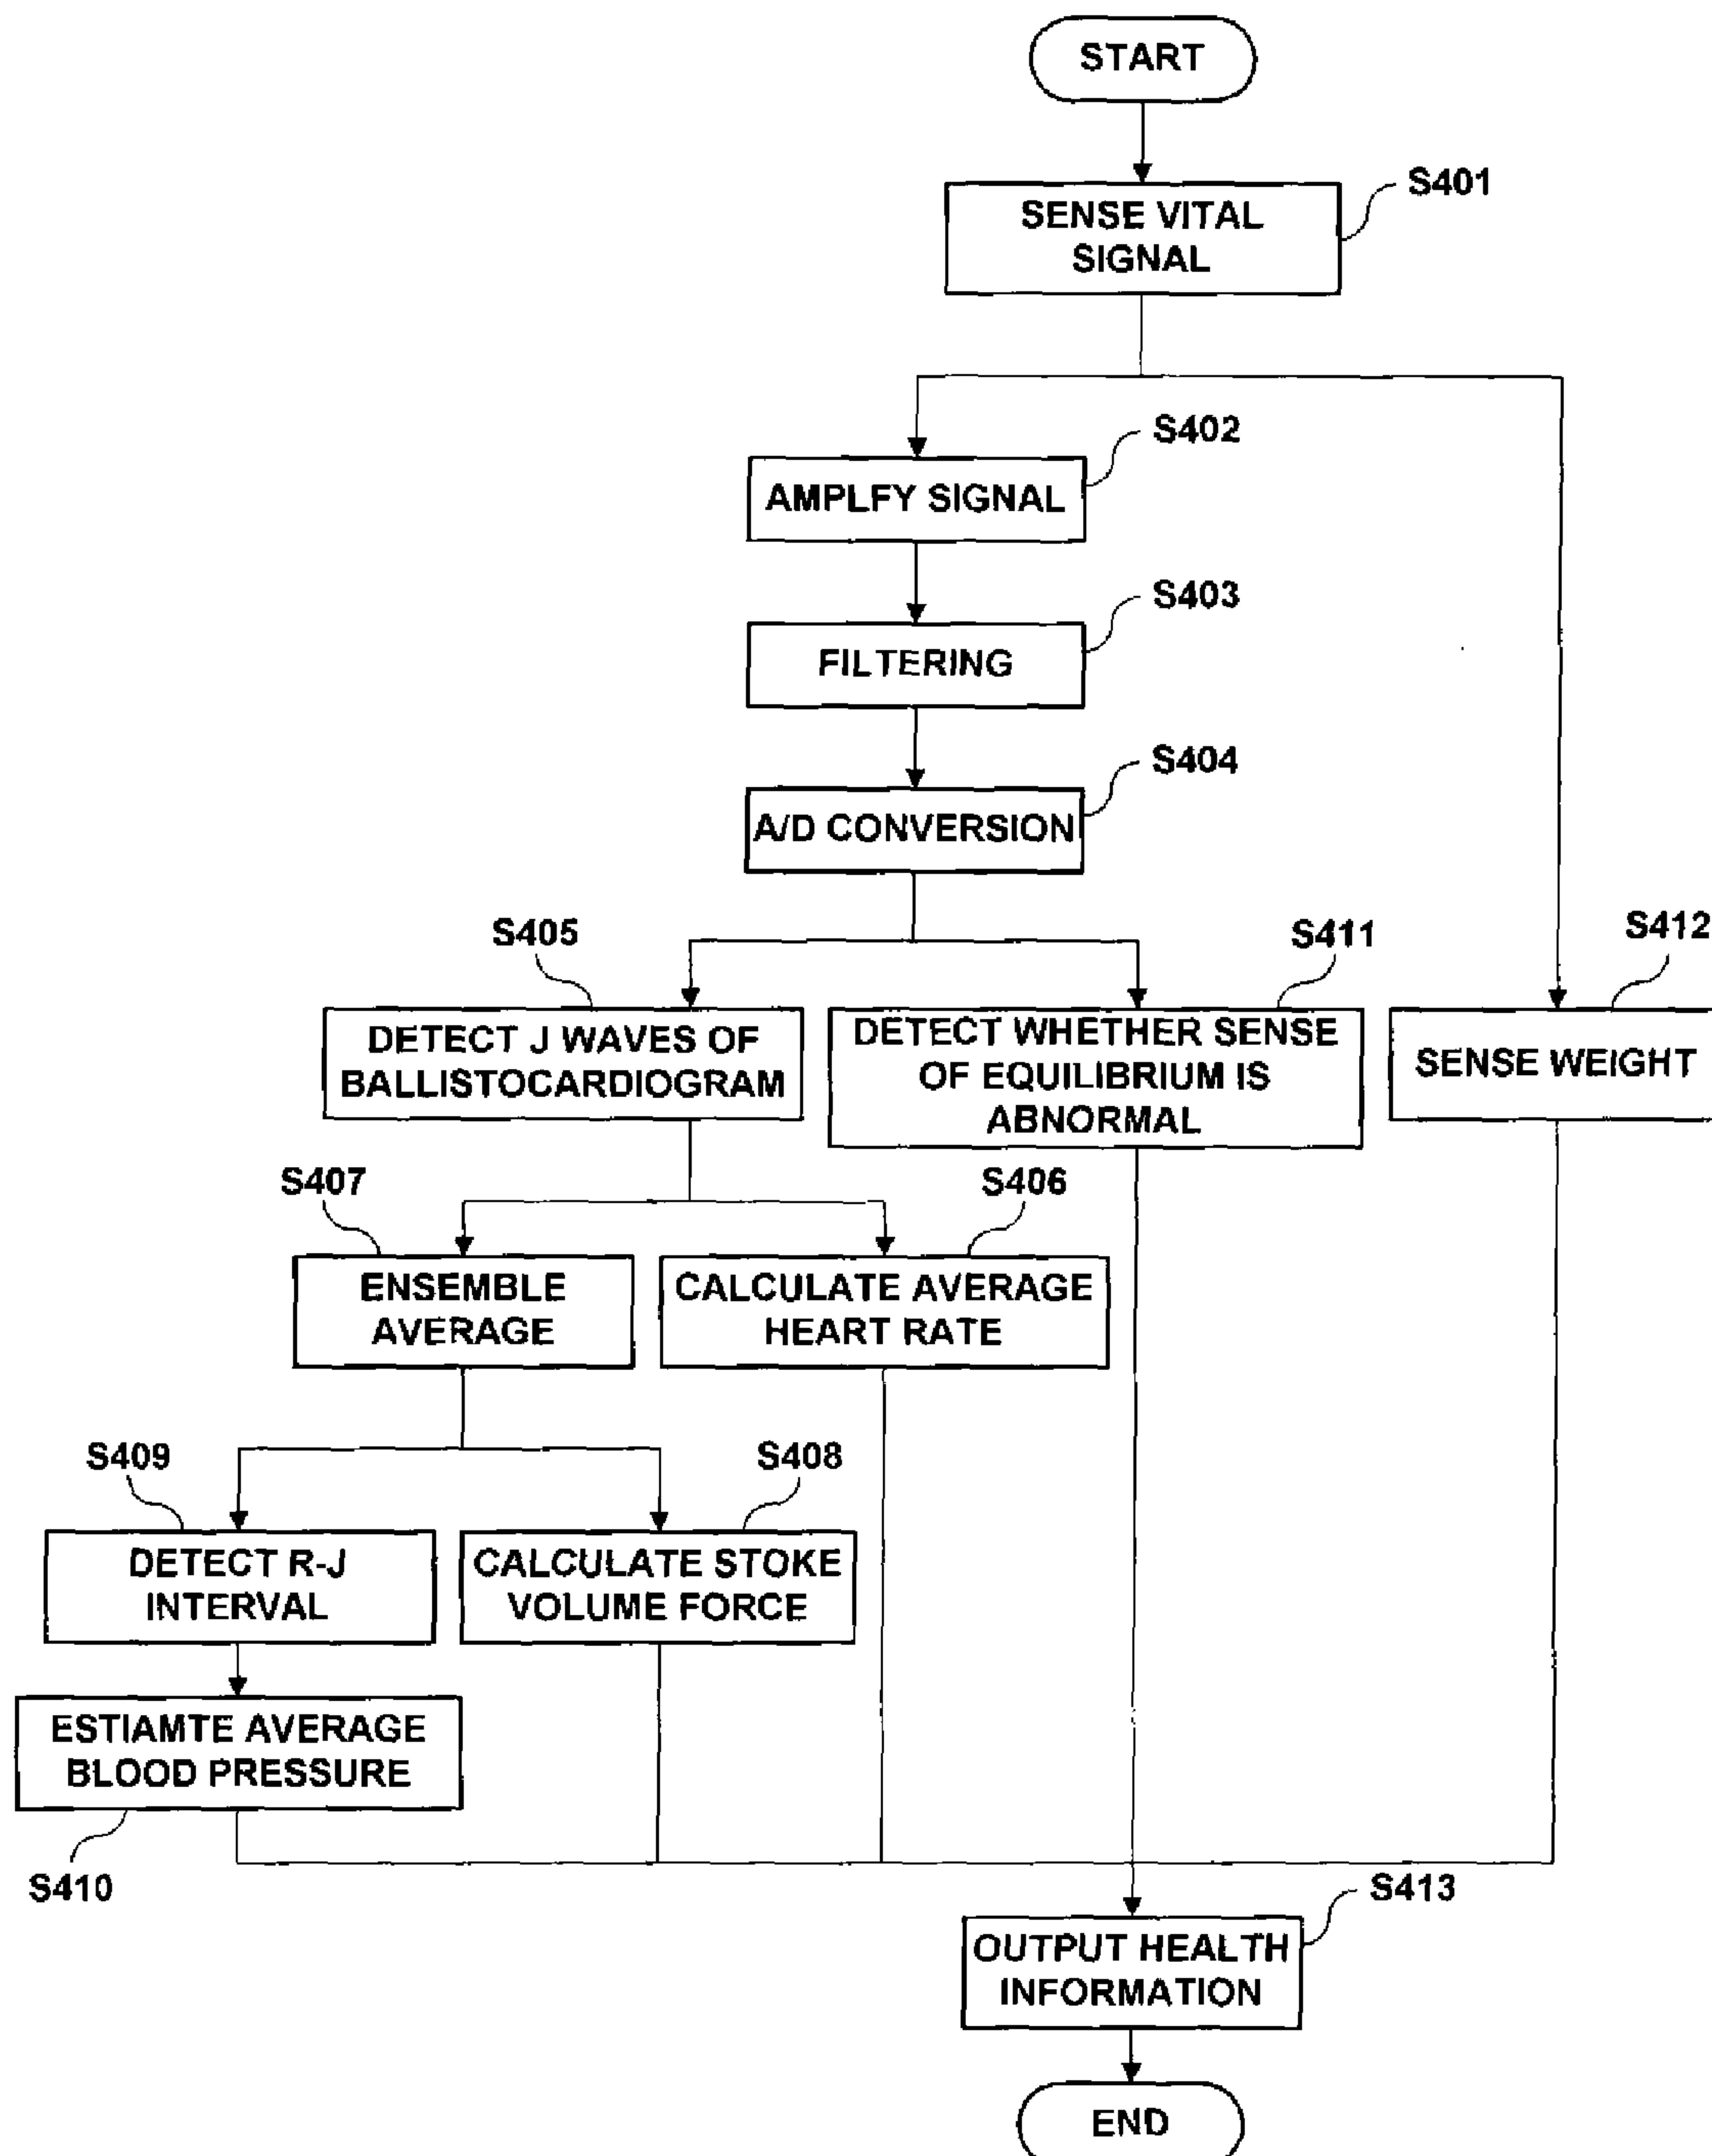 START
S401
SENSE VITAL
SIGNAL
S402
AMPLFY SIGNAL
S403
FILTERING
S404
A/D CONVERSION
S405
S411
S412
DETECT J WAVES OF
BALLISTOCARDIOGRAM
DETECT WHETHER SENSE
OF EQUILIBRIUM IS
ABNORMAL
SENSE WEIGHT
S407
S406
ENSEMBLE
AVERAGE
CALCULATE AVERAGE
HEART RATE
S409
S408
DETECT R-J
INTERVAL
CALCULATE STOKE
VOLUME FORCE
ESTIAMTE AVERAGE
BLOOD PRESSURE
S410
S413
OUTPUT HEALTH
INFORMATION
END